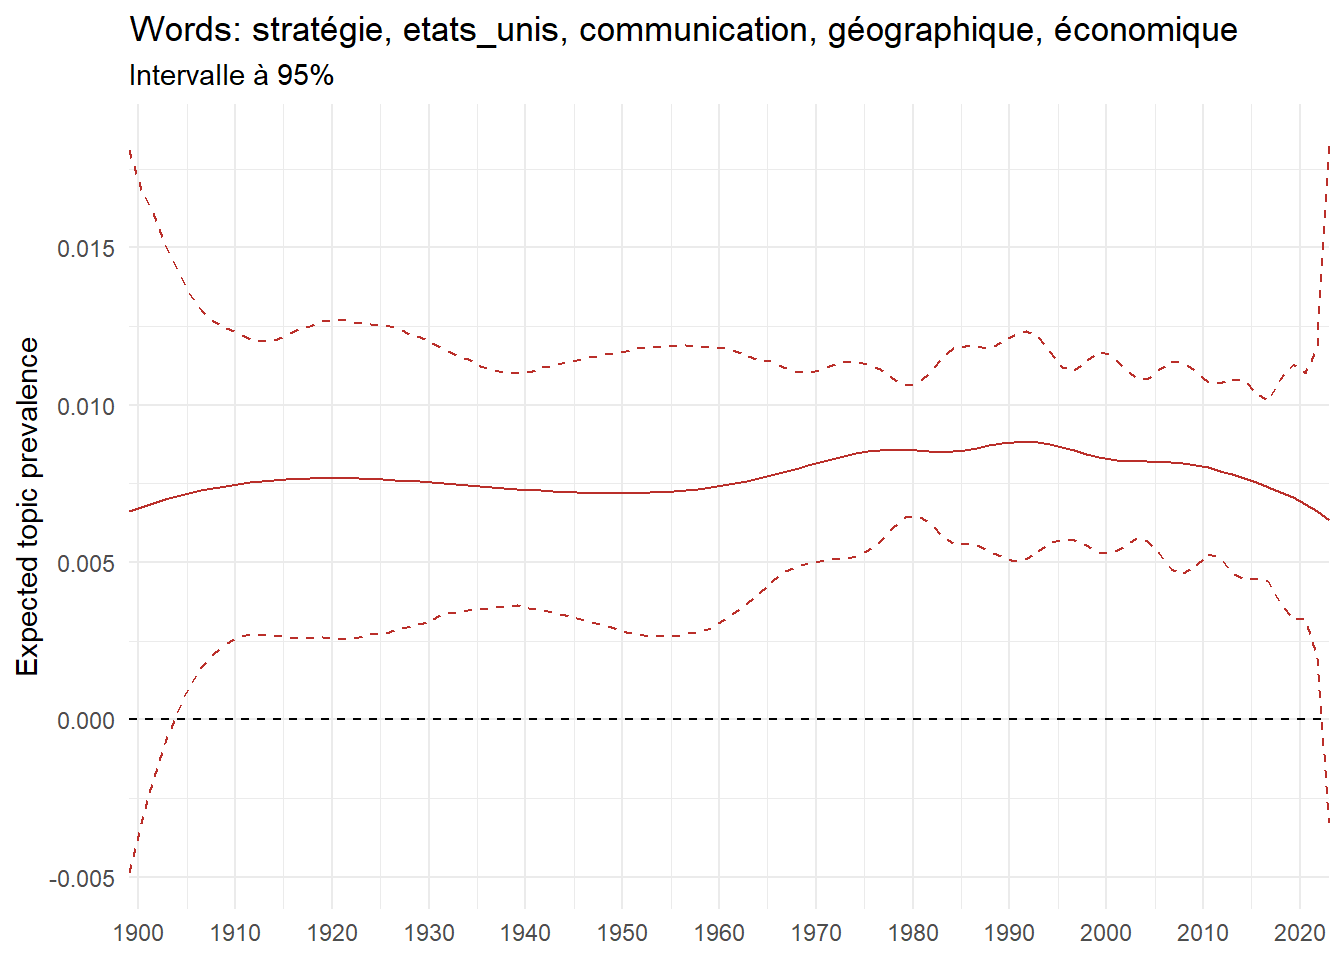 Words: stratégie, etats_unis, communication, géographique, économique
Intervalle à 95%
Expected topic prevalence
0.015
0.010
0.005
0.000
-0.005
1900 1910 1920 1930 1940 1950 1960 1970 1980 1990 2000 2010 2020